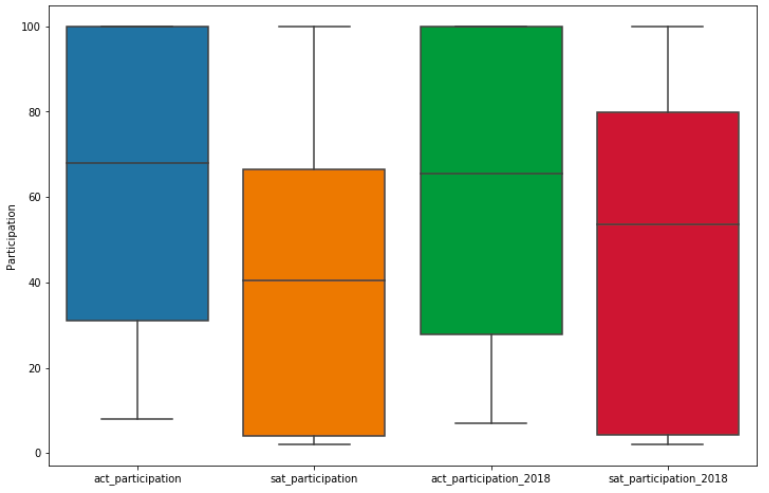 100
80
60
40
20
0
Participation
act_participation
sat_participation
act_participation_2018
sat_participation_2018